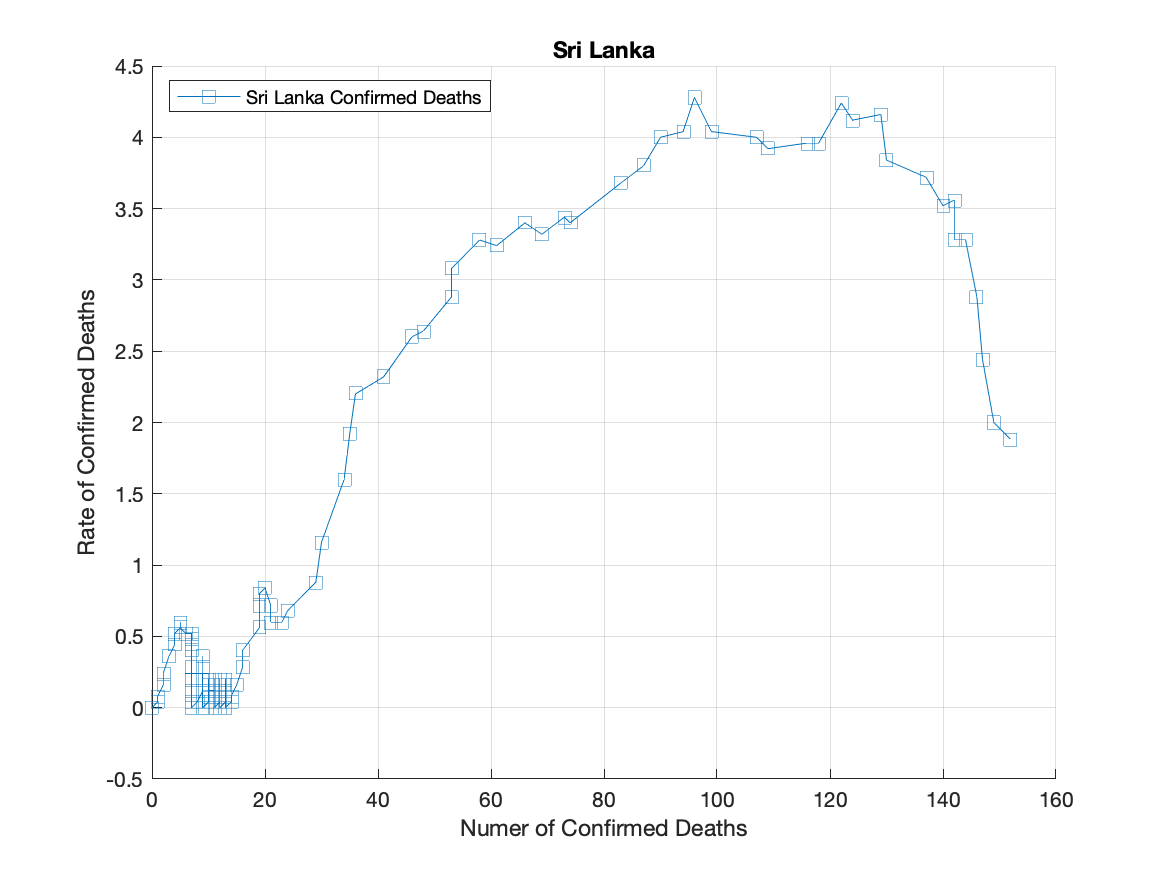 Sri Lanka
Sri Lanka Confirmed Deaths
Rate of Confirmed Deaths
4.5
4
3.5
3
2.5
2
1.5
1
0.5
0
-0.5
0 20 40 60 80 100 120 140 160
Numer of Confirmed Deaths